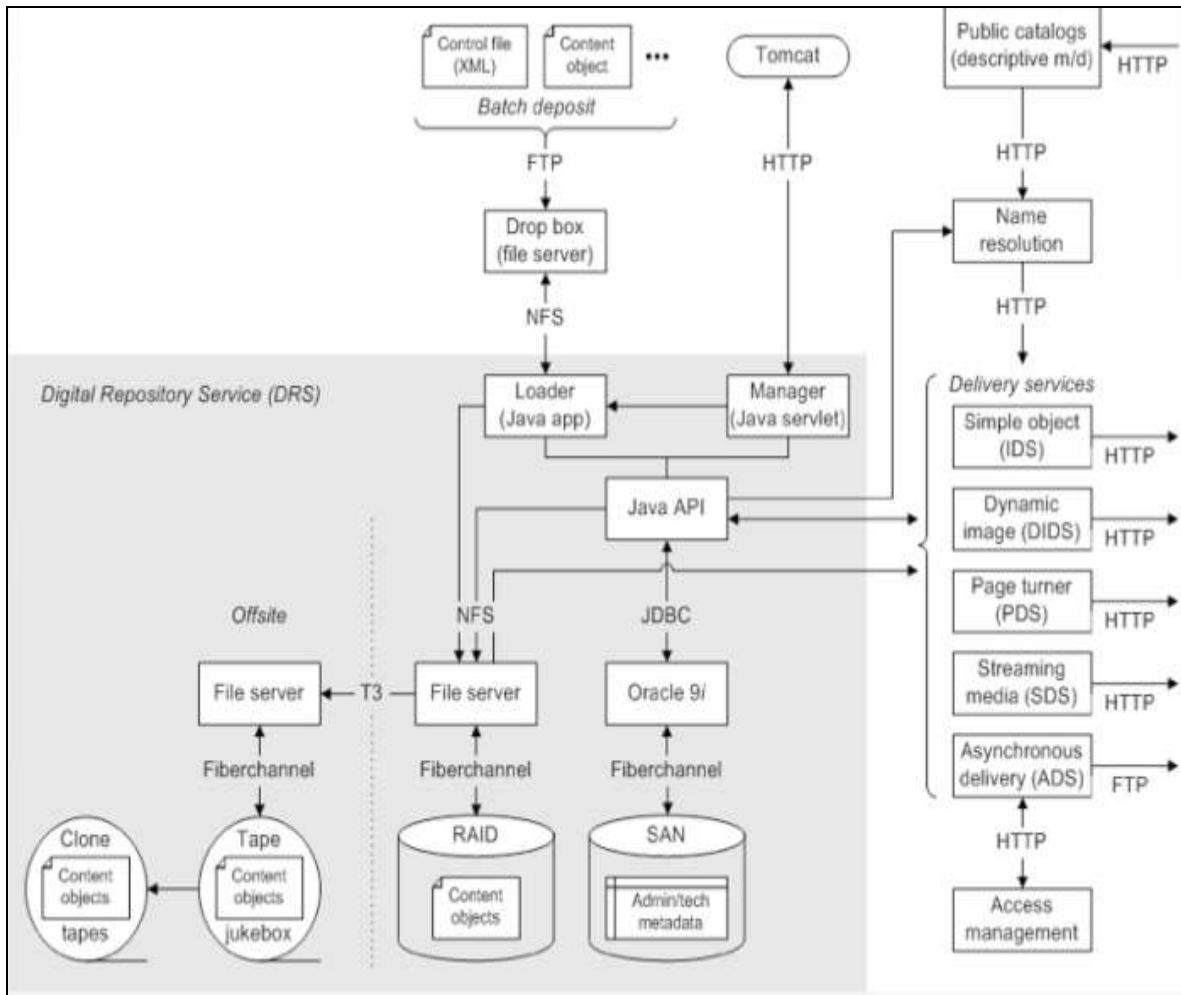 Control file
(XML)
Content
object
•••
Batch deposit
FTP
Drop box
(file server)
NFS
Tomcat
HTTP
Public catalogs
(descriptive m/d)
HTTP
HTTP
Name
resolution
HTTP
Digital Repository Service (DRS)
Loader
(Java app)
Manager
(Java servlet)
Java API
NFS
JDBC
Offsite
File server
T3
File server
Oracle 9i
Fiberchannel
Fiberchannel
Fiberchannel
Clone
Content
objects
tapes
Tape
Content
objects
jukebox
RAID
Content
objects
SAN
Admin/tech
metadata
Delivery services
Simple object
(IDS)
HTTP
Dynamic
image (DIDS)
HTTP
Page turner
(PDS)
HTTP
Streaming
media (SDS)
HTTP
Asynchronous
delivery (ADS)
FTP
HTTP
Access
management